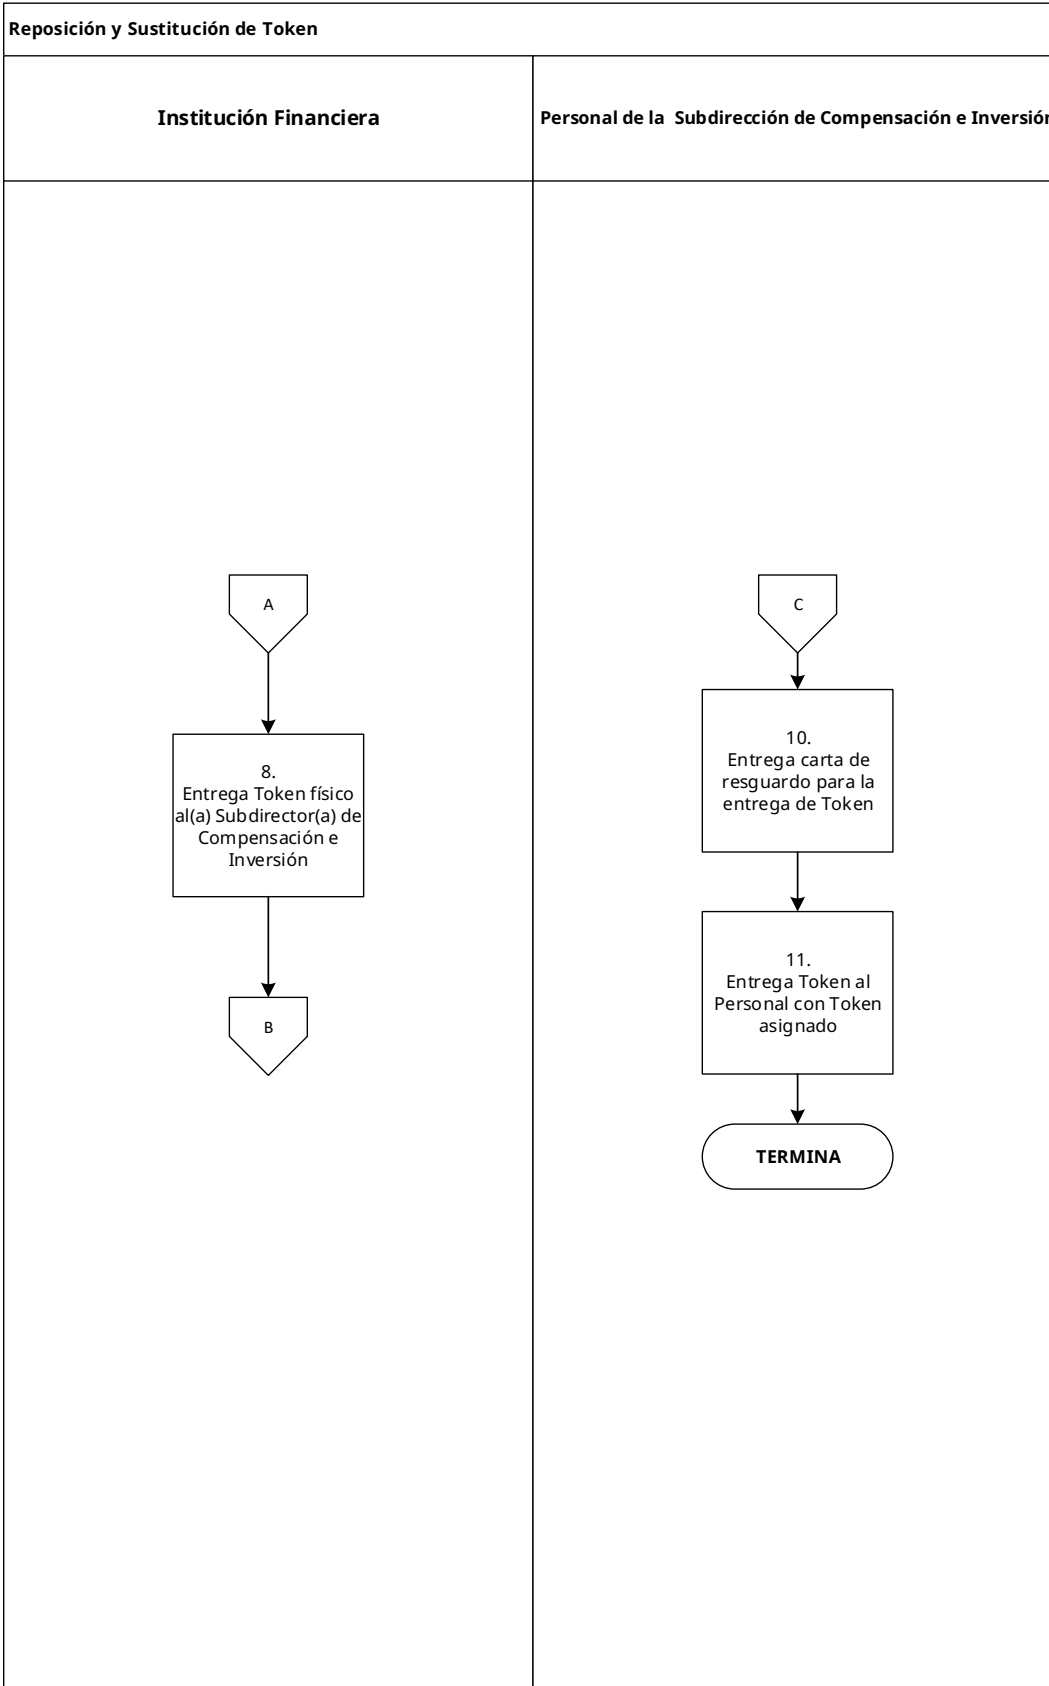 Reposición y Sustitución de Token
Institución Financiera
Personal de la  Subdirección de Compensación e Inversión
A
8.
Entrega Token físico
al(a) Subdirector(a) de
Compensación e
Inversión
B
C
10.
Entrega carta de
resguardo para la
entrega de Token
11.
Entrega Token al
Personal con Token
asignado
TERMINA